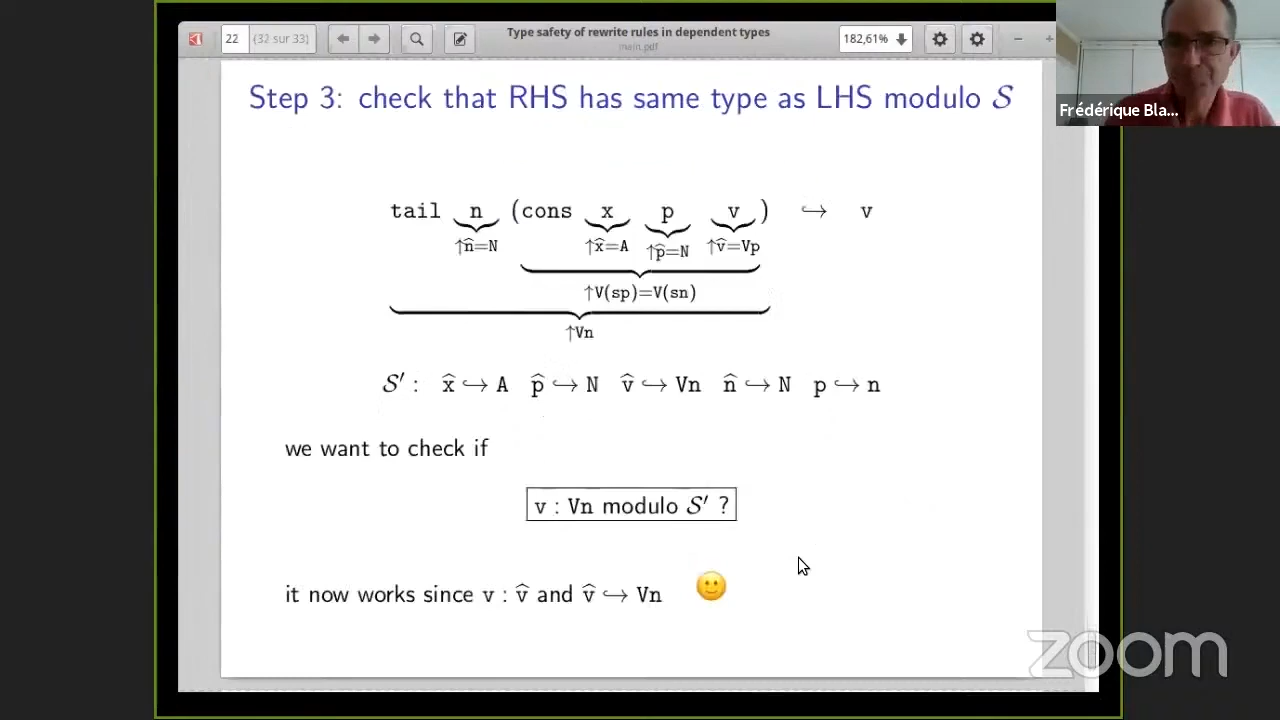 22 (32 sur 33)
Type safety of rewrite rules in dependent types
main.pdf
182,61%
Frédérique Bla...
Step 3: check that RHS has same type as LHS modulo 𝒮
tail n (cons x p v) ↪ v
↑n̂=N ↑x̂=A ↑p̂=N ↑v̂=Vp
↑V(sp)=V(sn)
↑Vn
𝒮′ : x̂ ↪ A p̂ ↪ N v̂ ↪ Vn n̂ ↪ N p ↪ n
we want to check if
v : Vn modulo 𝒮′ ?
it now works since v : v̂ and v̂ ↪ Vn
zoom